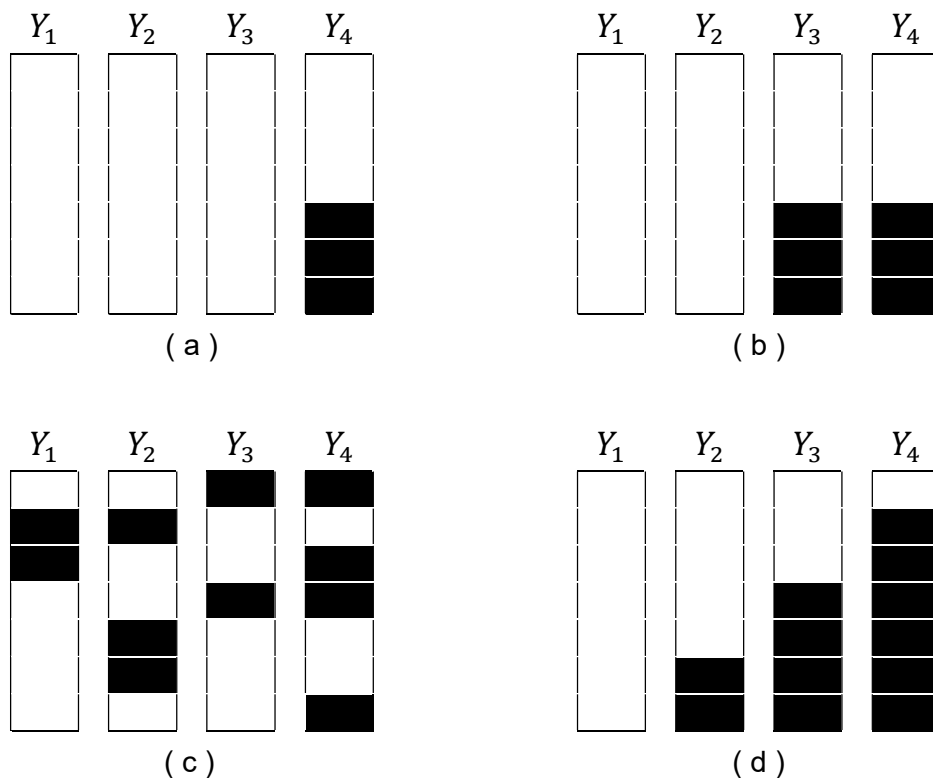 Y₁ Y₂ Y₃ Y₄ Y₁ Y₂ Y₃ Y₄
( a ) ( b )
Y₁ Y₂ Y₃ Y₄ Y₁ Y₂ Y₃ Y₄
( c ) ( d )